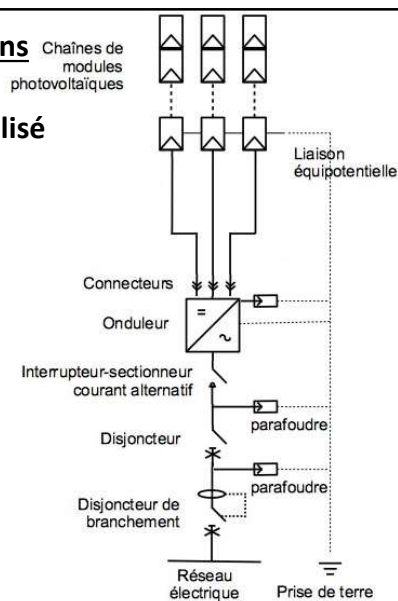 ns
Chaînes de
modules
photovoltaïques
lisé
Liaison
équipotentielle
Connecteurs
Onduleur
=
~
Interrupteur-sectionneur
courant alternatif
parafoudre
Disjoncteur
parafoudre
Disjoncteur de
branchement
Réseau
électrique
Prise de terre